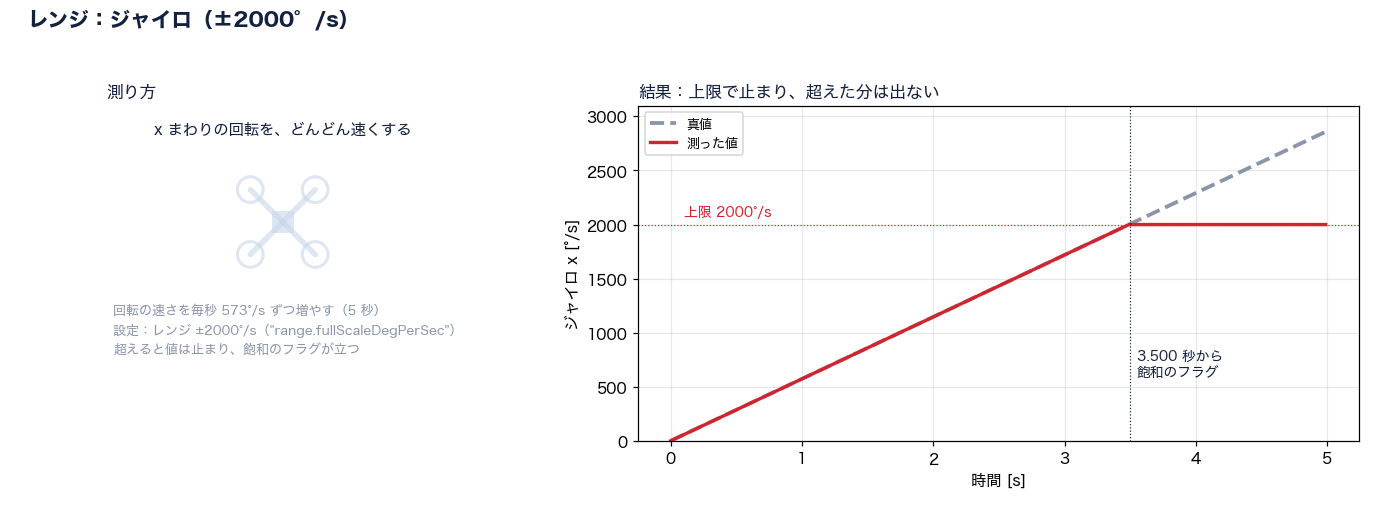 レンジ：ジャイロ（±2000°/s）
測り方
x まわりの回転を、どんどん速くする
回転の速さを毎秒 573°/s ずつ増やす（5 秒）
設定：レンジ ±2000°/s（"range.fullScaleDegPerSec"）
超えると値は止まり、飽和のフラグが立つ
結果：上限で止まり、超えた分は出ない
真値
測った値
上限 2000°/s
3.500 秒から
飽和のフラグ
ジャイロ x [°/s]
3000
2500
2000
1500
1000
500
0
0 1 2 3 4 5
時間 [s]